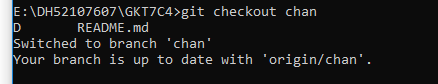 E:\DH52107607\GKT7C4>git checkout chan
D       README.md
Switched to branch 'chan'
Your branch is up to date with 'origin/chan'.